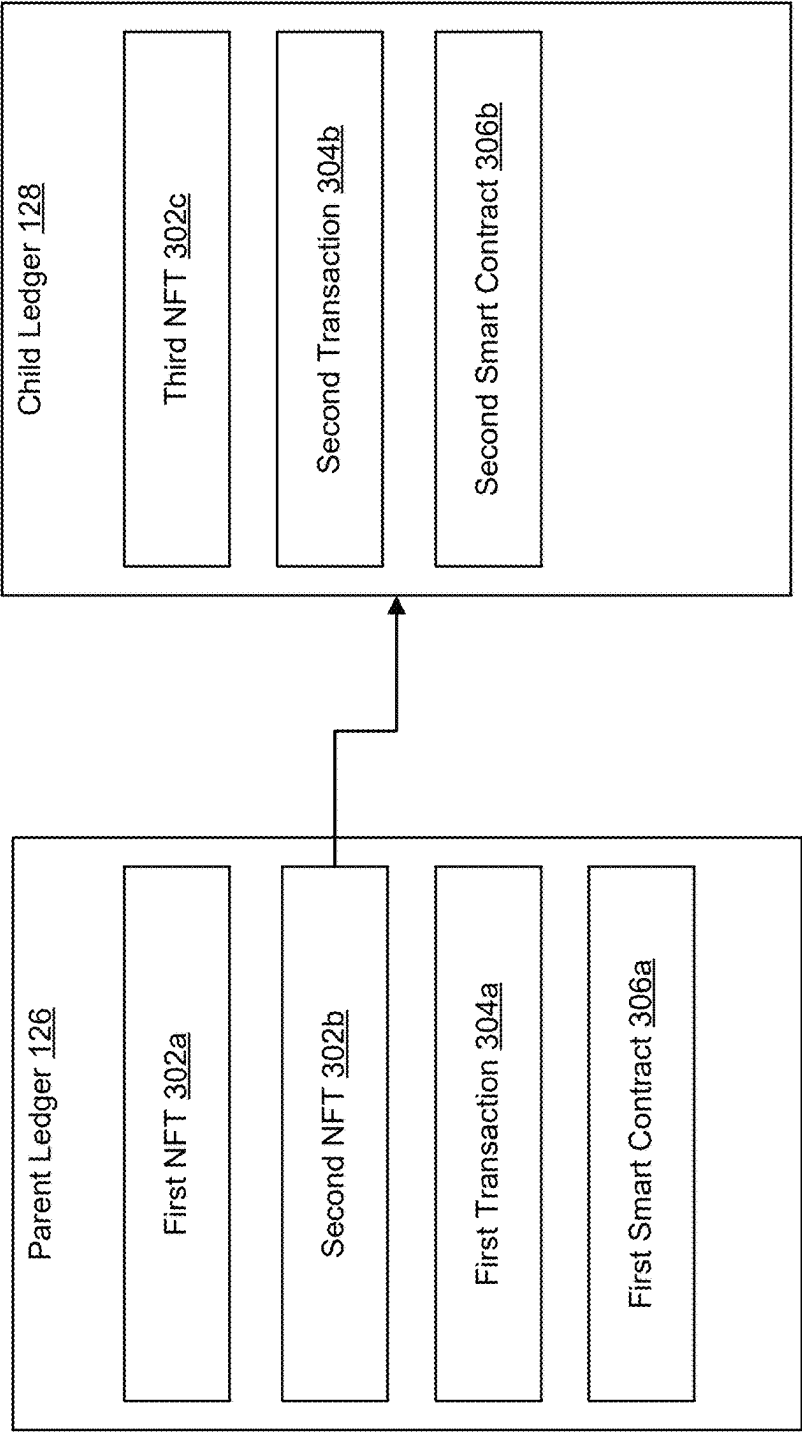 Parent Ledger 126
First NFT 302a
Second NFT 302b
First Transaction 304a
First Smart Contract 306a
Child Ledger 128
Third NFT 302c
Second Transaction 304b
Second Smart Contract 306b